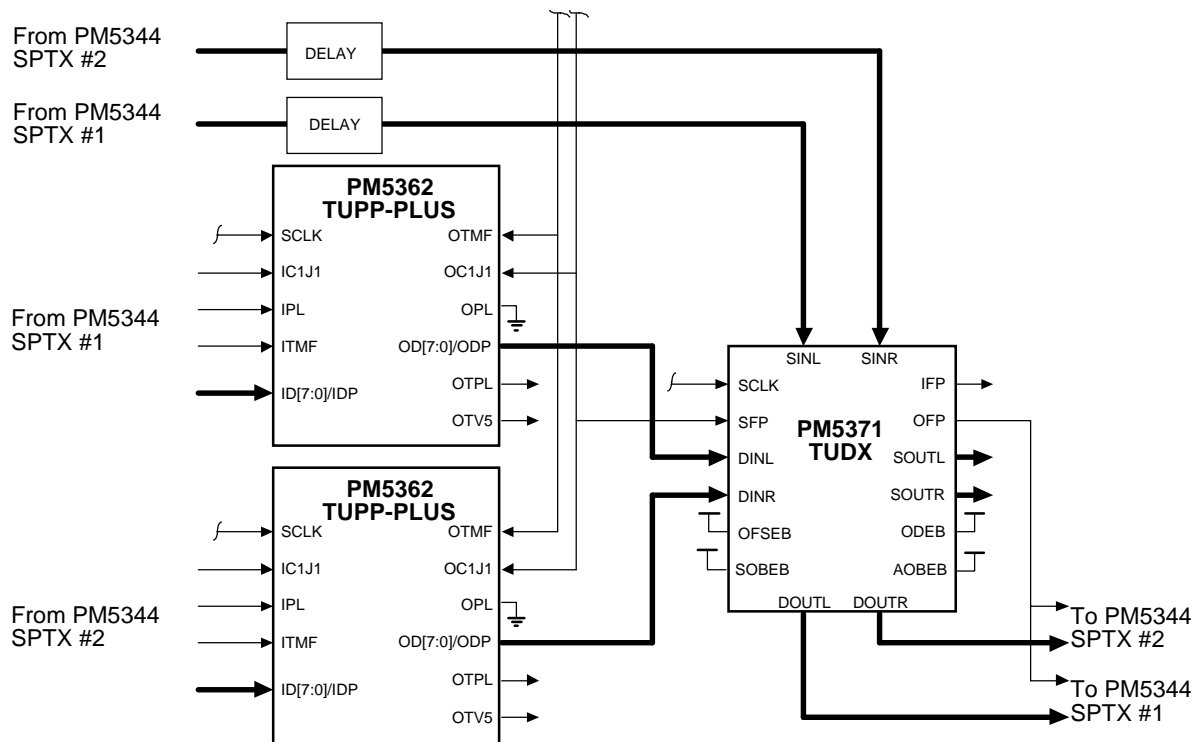 From PM5344
SPTX #2
DELAY
From PM5344
SPTX #1
DELAY
PM5362
TUPP-PLUS
SCLK
OTMF
IC1J1
OC1J1
IPL
OPL
From PM5344
SPTX #1
ITMF
OD[7:0]/ODP
ID[7:0]/IDP
OTPL
OTV5
PM5362
TUPP-PLUS
SCLK
OTMF
IC1J1
OC1J1
IPL
OPL
From PM5344
SPTX #2
ITMF
OD[7:0]/ODP
ID[7:0]/IDP
OTPL
OTV5
SINL
SINR
SCLK
IFP
SFP
OFP
PM5371
TUDX
DINL
SOUTL
DINR
SOUTR
OFSEB
ODEB
SOBEB
AOBEB
DOUTL
DOUTR
To PM5344
SPTX #2
To PM5344
SPTX #1